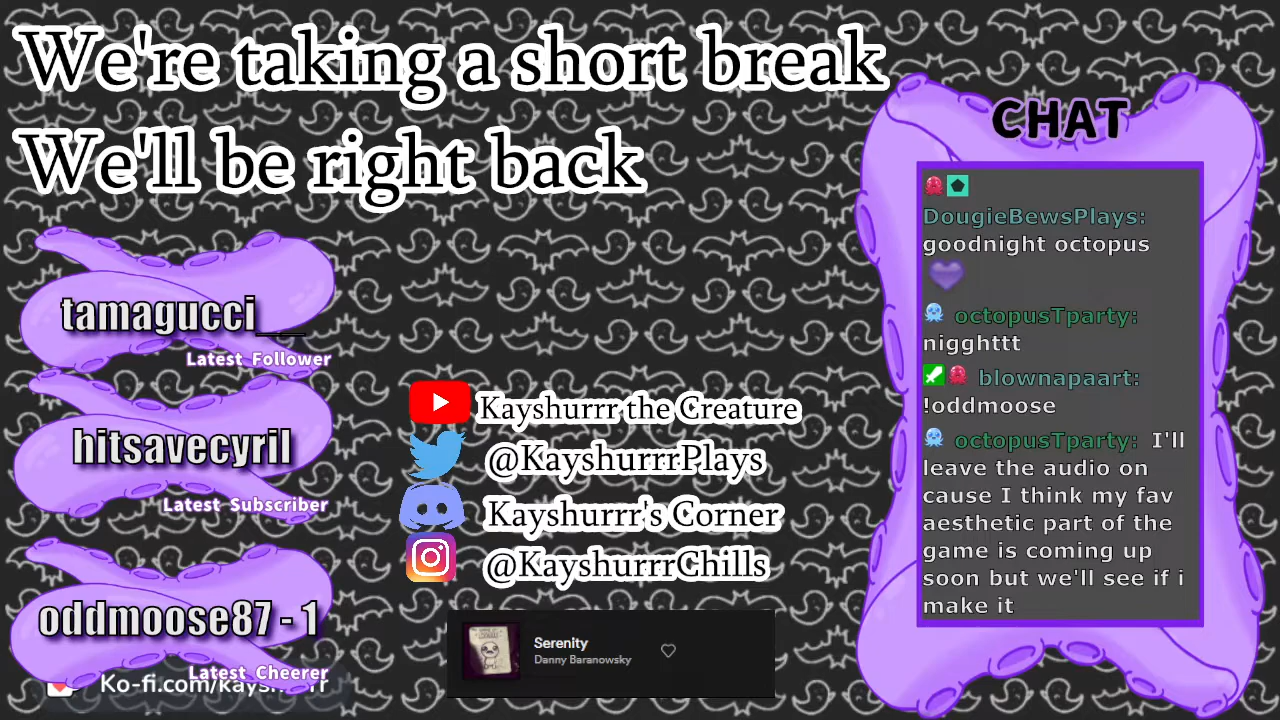 We're taking a short break
We'll be right back
tamagucci__
Latest Follower
hitsavecyril
Latest Subscriber
oddmoose87 - 1
Latest Cheerer
Kayshurrr the Creature
@KayshurrrPlays
Kayshurrr's Corner
@KayshurrrChills
Serenity
Danny Baranowsky
CHAT
DougieBewsPlays:
goodnight octopus
octopusTparty:
nigghttt
blownapaart:
!oddmoose
octopusTparty: I'll
leave the audio on
cause I think my fav
aesthetic part of the
game is coming up
soon but we'll see if i
make it